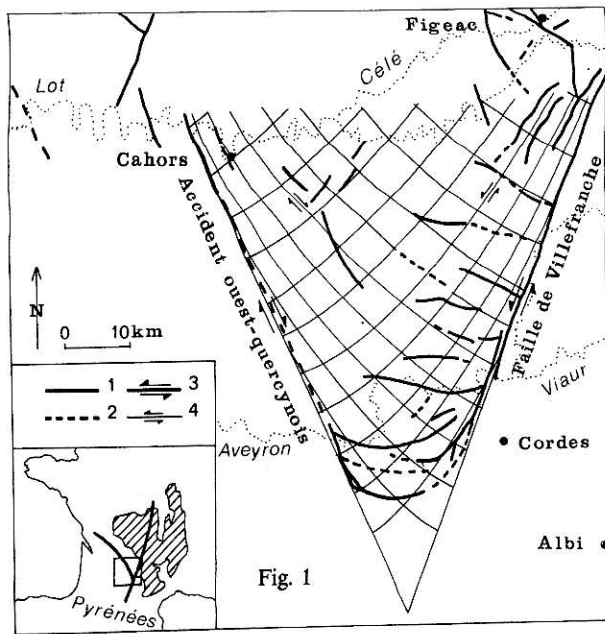 Figeac
Lot
Célé
Cahors
Accident ouest-quercynois
Faille de Villefranche
N
0 10km
Viaur
1 3
2 4
Aveyron
Cordes
Albi
Fig. 1
Pyrénées